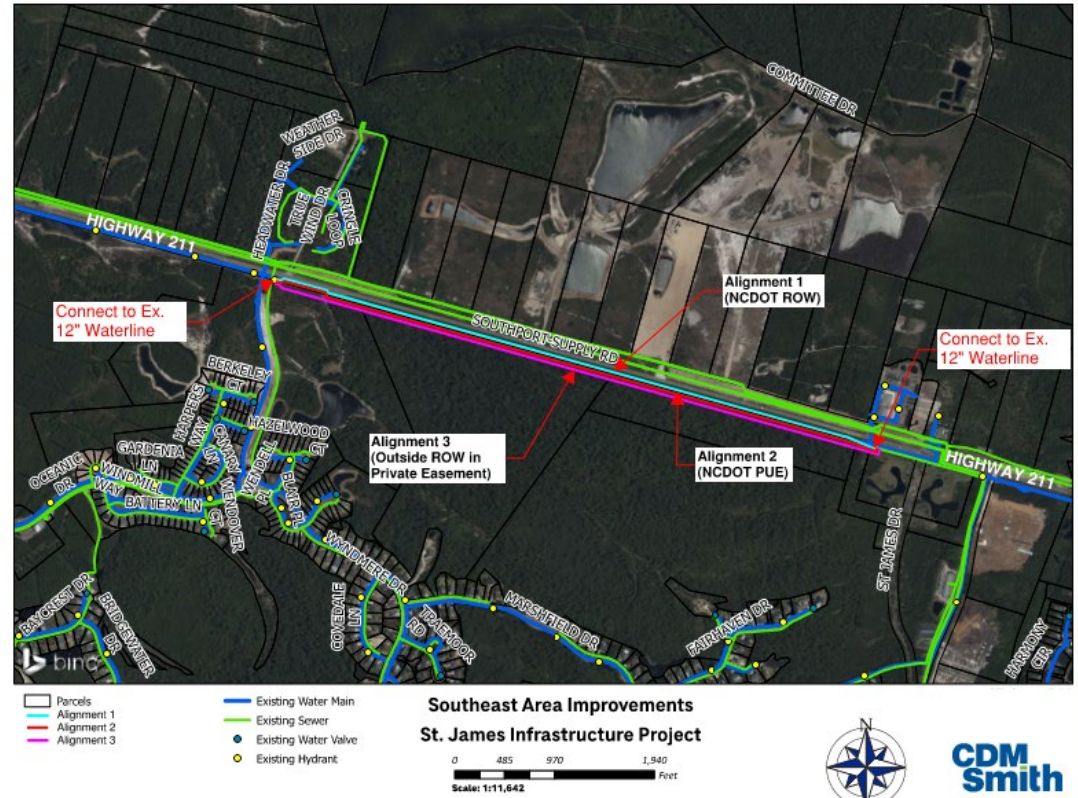 COMMITTEE DR
WEATHER
SIDE DR
HEADWATER DR
TRUE
WIND DR
CRINGLE
LOOP
HIGHWAY 211
Connect to Ex.
12" Waterline
Alignment 1
(NCDOT ROW)
SOUTHPORT-SUPPLY RD
Connect to Ex.
12" Waterline
BERKELEY
CT
HARPERS
WAY
CANARY
LN
HAZELWOOD
CT
Alignment 3
(Outside ROW in
Private Easement)
Alignment 2
(NCDOT PUE)
HIGHWAY 211
GARDENIA
LN
OCEANIC
DR
WINDMILL
WAY
BATTERY LN
WENDOVER
CT
WENDELL
PL
BLAIR PL
WYNDMERE DR
ST JAMES DR
COVEDALE
LN
TRAEMOOR
RD
MARSHFIELD DR
FAIRHAVEN DR
BAYCREST DR
BRIDGEWATER
DR
HARMONY
CIR
bing
Parcels
Alignment 1
Alignment 2
Alignment 3
Existing Water Main
Existing Sewer
Existing Water Valve
Existing Hydrant
Southeast Area Improvements
St. James Infrastructure Project
0 485 970 1,940
Feet
Scale: 1:11,642
N
CDM
Smith